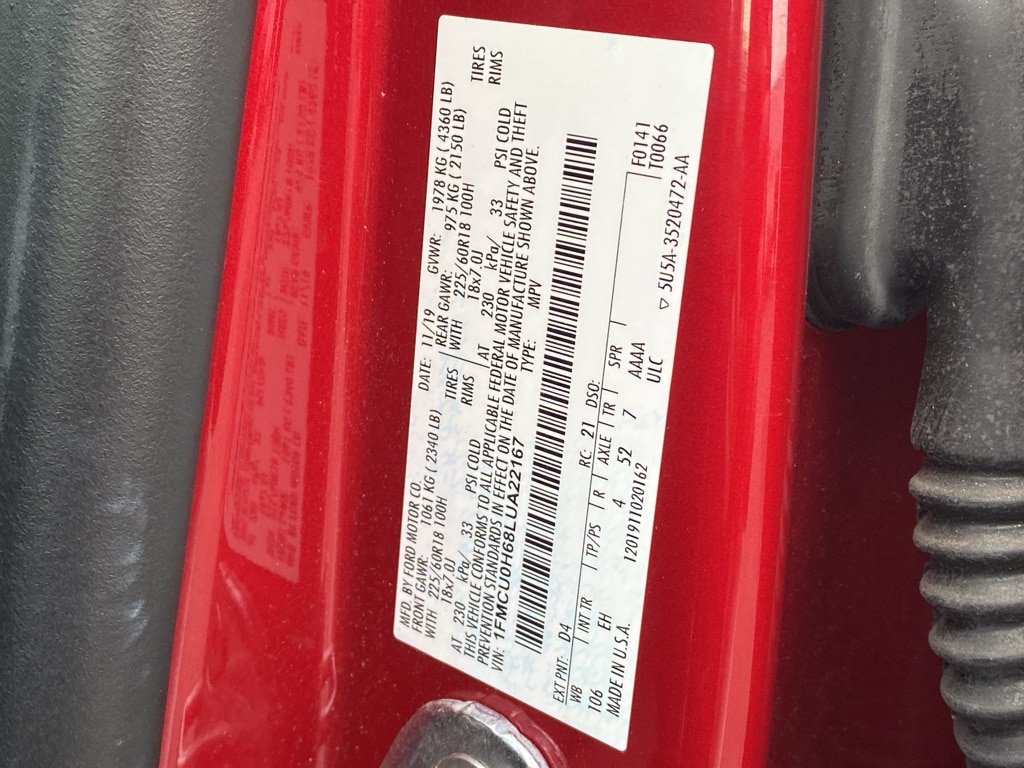 MFD. BY FORD MOTOR CO. DATE: 11/19 GVWR: 1978 KG ( 4360 LB)
FRONT GAWR: 1061 KG ( 2340 LB) REAR GAWR: 975 KG ( 2150 LB)
WITH 225/60R18 100H TIRES WITH 225/60R18 100H TIRES
18x7.0J RIMS 18x7.0J RIMS
AT 230 kPa/ 33 PSI COLD AT 230 kPa/ 33 PSI COLD
THIS VEHICLE CONFORMS TO ALL APPLICABLE FEDERAL MOTOR VEHICLE SAFETY AND THEFT
PREVENTION STANDARDS IN EFFECT ON THE DATE OF MANUFACTURE SHOWN ABOVE.
VIN: 1FMCU0H68LUA22167 TYPE: MPV
EXT PNT: D4 RC: 21 DSO: F0141
WB MTR TP/PS R AXLE TR SPR T0066
T06 EH 4 52 7 AAAA
MADE IN U.S.A. 12019111020162 ULC
▽ 5U5A-3520472-AA